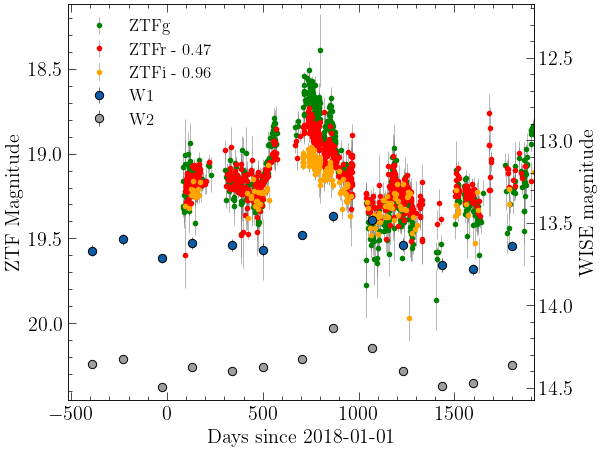 ZTFg
ZTFr - 0.47
ZTFi - 0.96
W1
W2
18.5
19.0
19.5
20.0
ZTF Magnitude
12.5
13.0
13.5
14.0
14.5
WISE magnitude
−500
0
500
1000
1500
Days since 2018-01-01